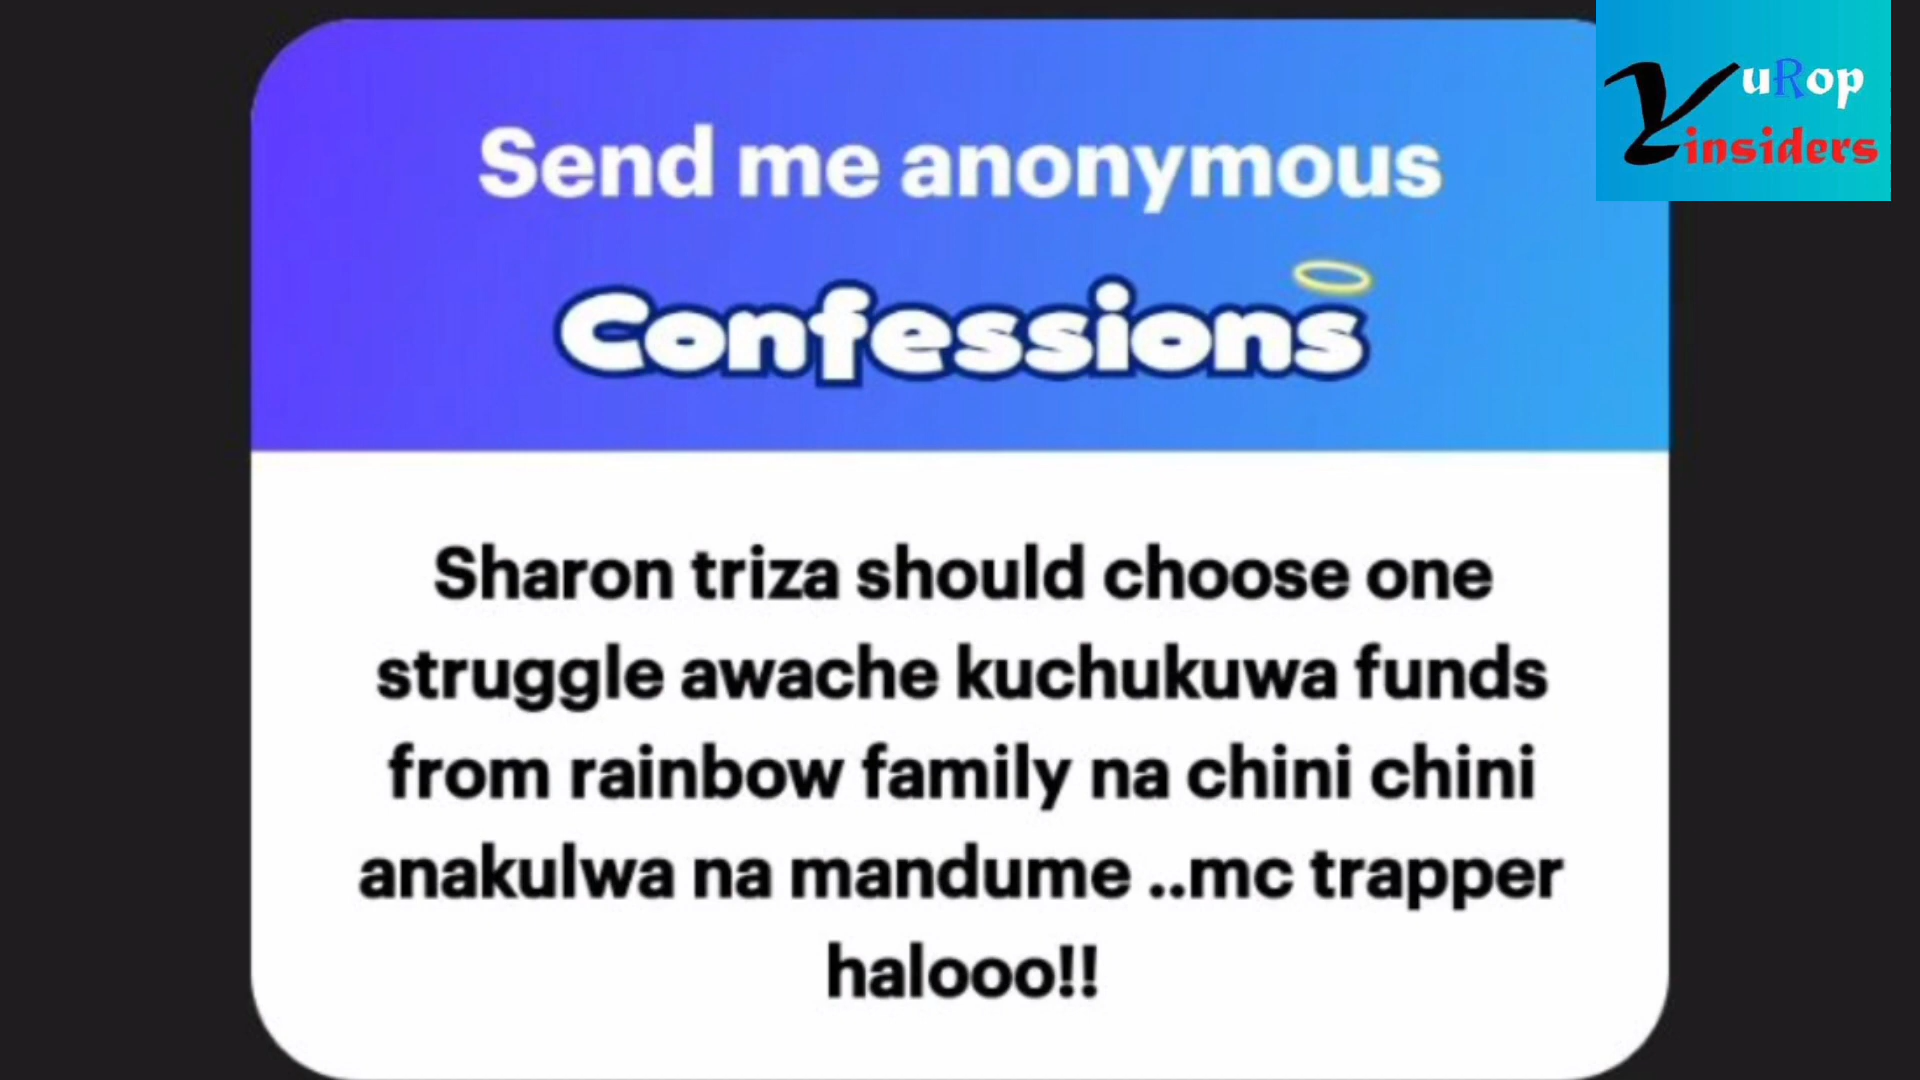 YuRop
insiders
Send me anonymous
Confessions
Sharon triza should choose one
struggle awache kuchukuwa funds
from rainbow family na chini chini
anakulwa na mandume ..mc trapper
halooo!!